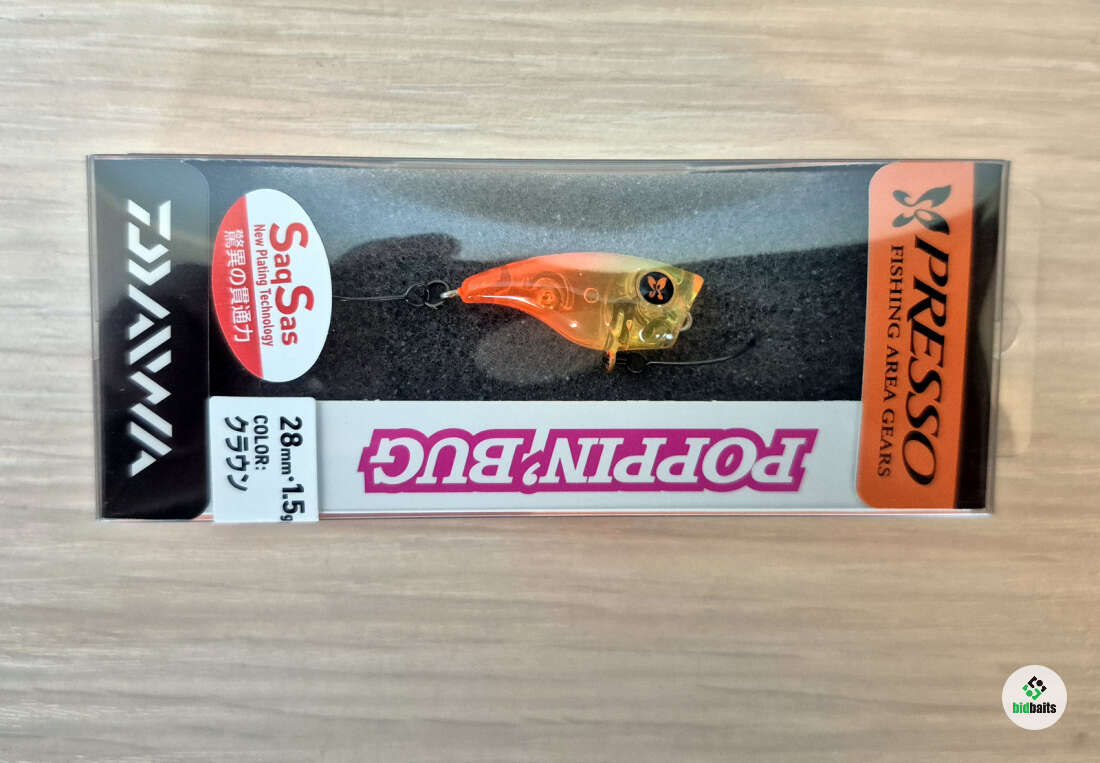 DAIWA
SaqSas
New Plating Technology
驚異の貫通力
28mm・1.5g
COLOR:
クラウン
POPPIN' BUG
PRESSO
FISHING AREA GEARS
bidbaits